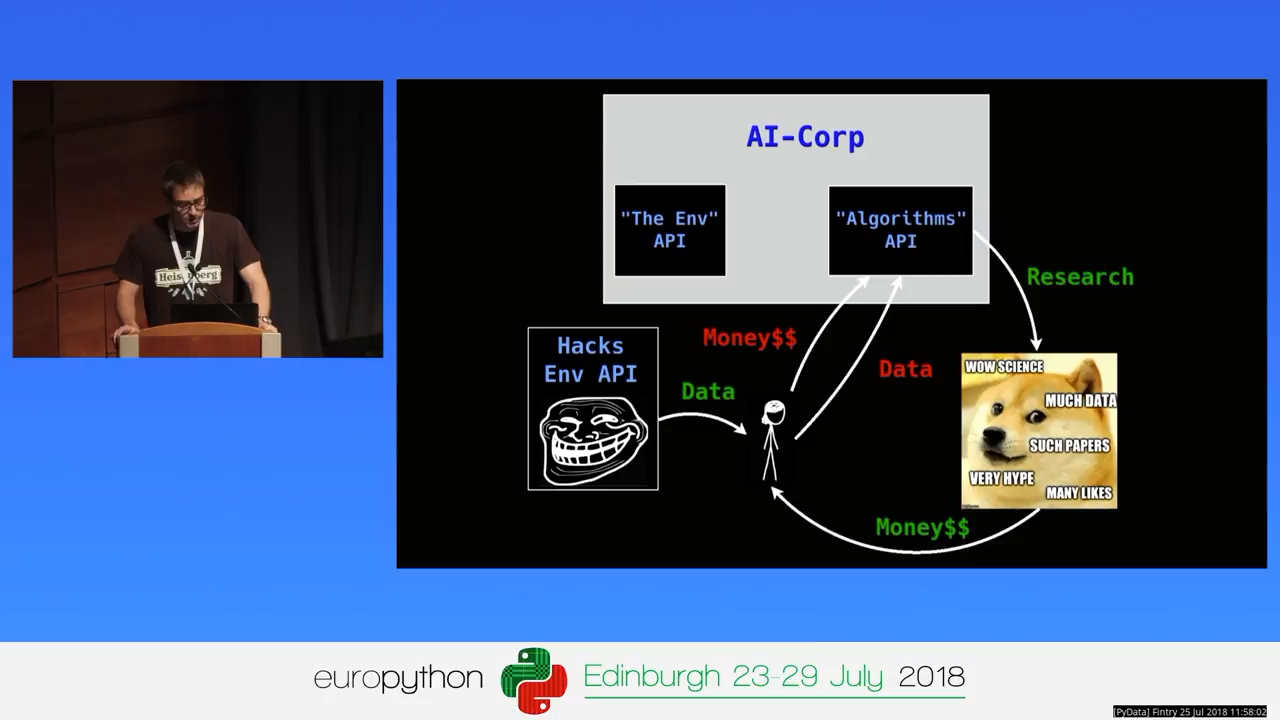 AI-Corp
"The Env"
API
"Algorithms"
API
Research
Hacks
Env API
Money$$
Data
Data
WOW SCIENCE
MUCH DATA
SUCH PAPERS
VERY HYPE
MANY LIKES
Money$$
europython
Edinburgh 23-29 July 2018
[PyData] Fintry 25 Jul 2018 11:58:02